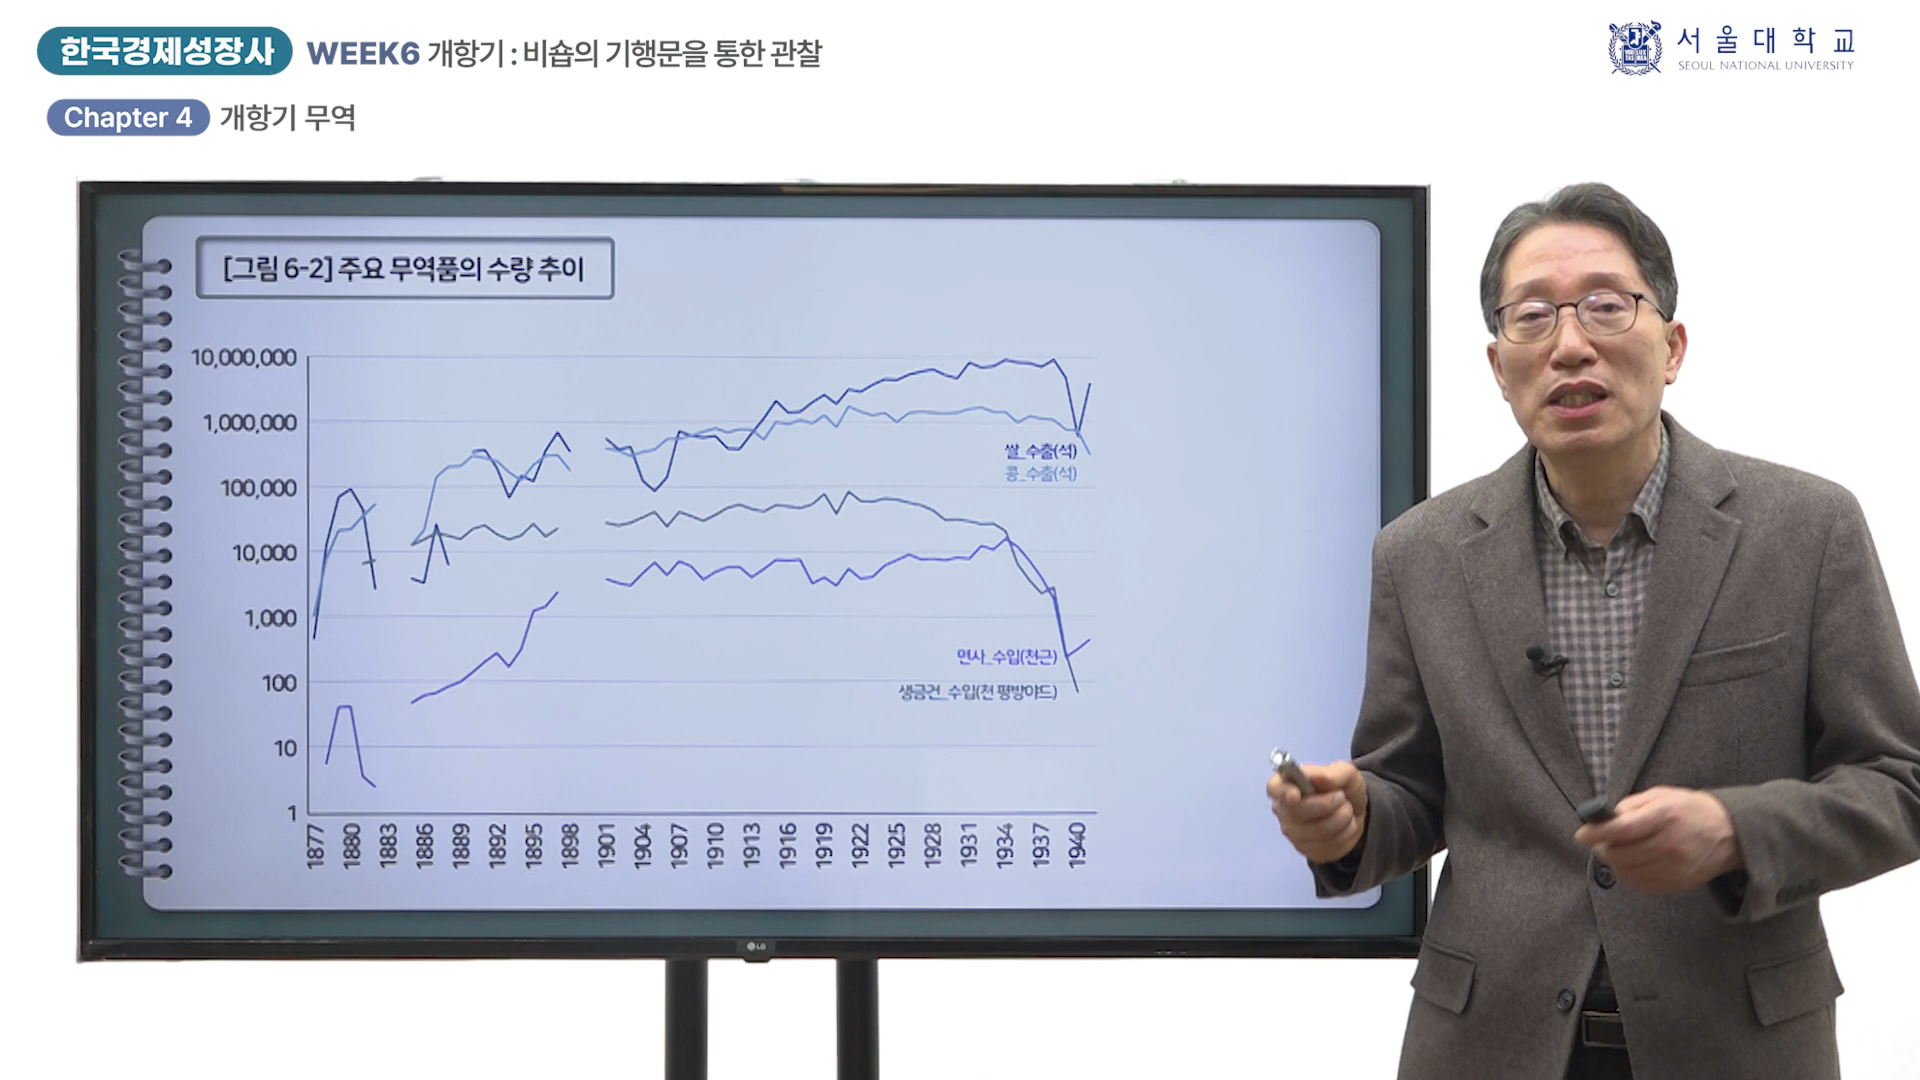 한국경제성장사 WEEK6 개항기 : 비숍의 기행문을 통한 관찰
서울대학교
SEOUL NATIONAL UNIVERSITY
Chapter 4 개항기 무역
[그림 6-2] 주요 무역품의 수량 추이
10,000,000
1,000,000
100,000
10,000
1,000
100
10
1
쌀_수출(석)
콩_수출(석)
면사_수입(천근)
생금건_수입(천 평방야드)
1877 1880 1883 1886 1889 1892 1895 1898 1901 1904 1907 1910 1913 1916 1919 1922 1925 1928 1931 1934 1937 1940
LG